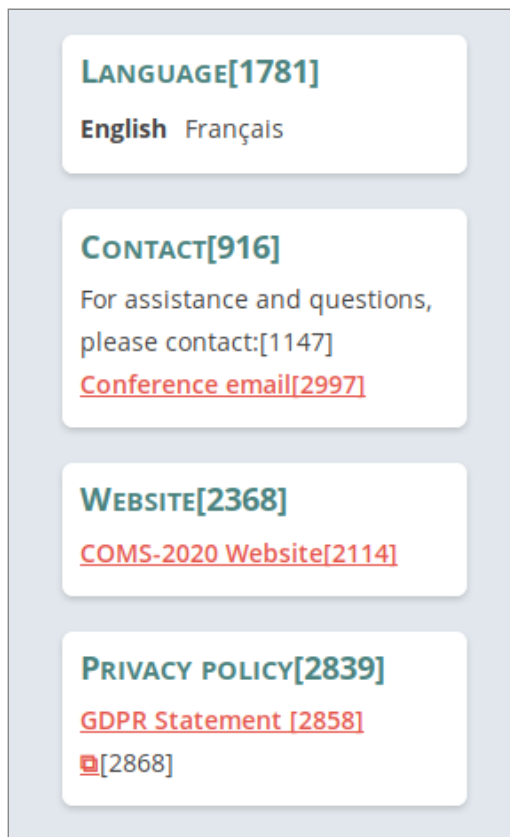 Language[1781]
English Français
Contact[916]
For assistance and questions,
please contact:[1147]
Conference email[2997]
Website[2368]
COMS-2020 Website[2114]
Privacy policy[2839]
GDPR Statement [2858]
⧉[2868]